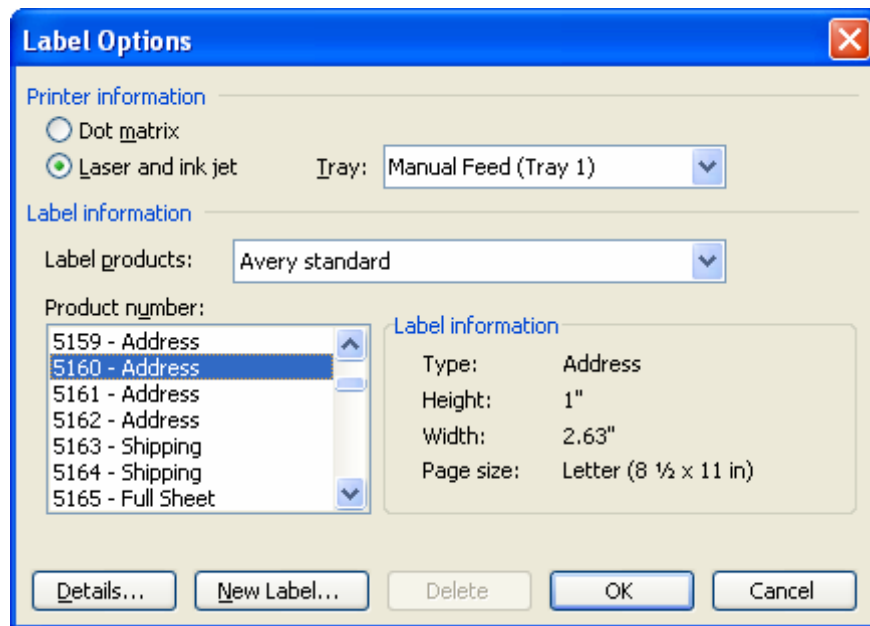 Label Options
Printer information
Dot matrix
Laser and ink jet Tray: Manual Feed (Tray 1)
Label information
Label products: Avery standard
Product number:
5159 - Address
5160 - Address
5161 - Address
5162 - Address
5163 - Shipping
5164 - Shipping
5165 - Full Sheet
Label information
Type: Address
Height: 1"
Width: 2.63"
Page size: Letter (8 ½ x 11 in)
Details... New Label... Delete OK Cancel